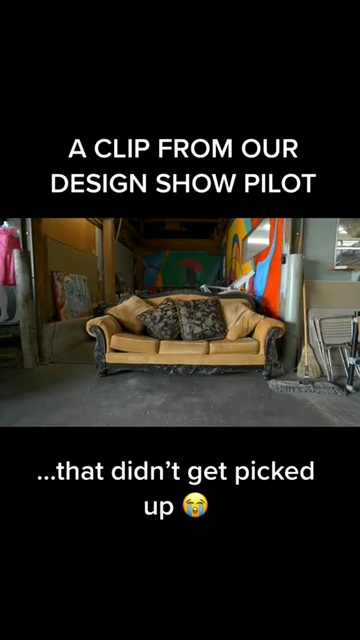 A CLIP FROM OUR
DESIGN SHOW PILOT
...that didn't get picked
up 😭